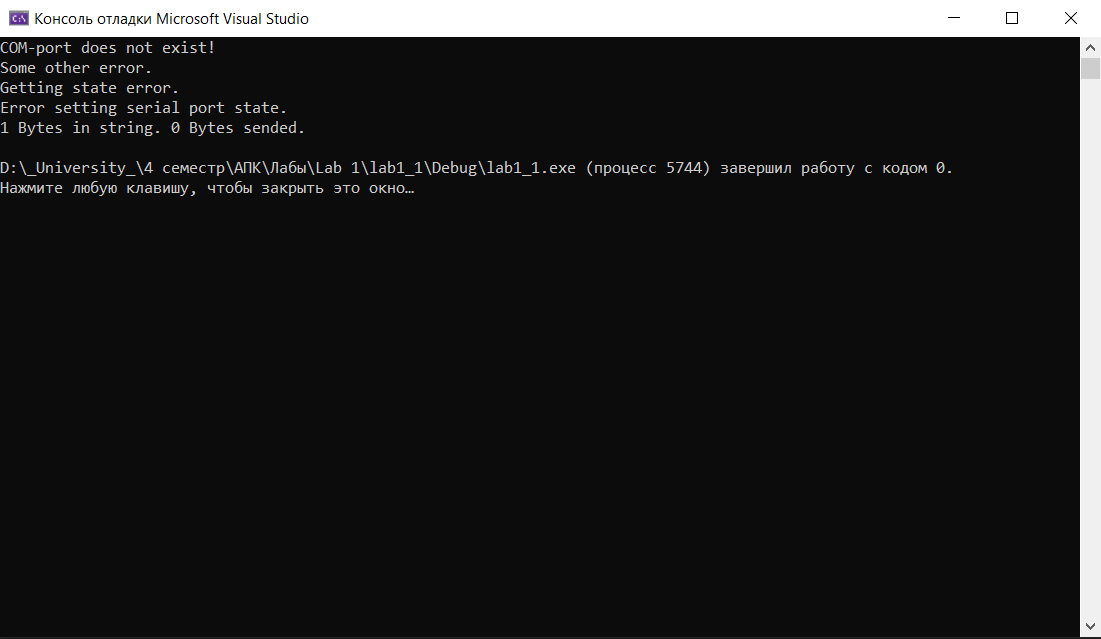 Консоль отладки Microsoft Visual Studio
COM-port does not exist!
Some other error.
Getting state error.
Error setting serial port state.
1 Bytes in string. 0 Bytes sended.
D:\_University_\4 семестр\АПК\Лабы\Lab 1\lab1_1\Debug\lab1_1.exe (процесс 5744) завершил работу с кодом 0.
Нажмите любую клавишу, чтобы закрыть это окно…